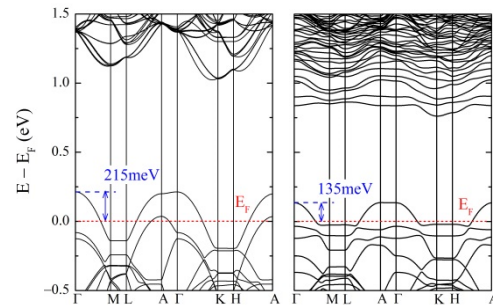 1.5
1.0
0.5
0.0
−0.5
E − E_F (eV)
215meV
E_F
Γ M L A Γ K H A
135meV
E_F
Γ M L A Γ K H A